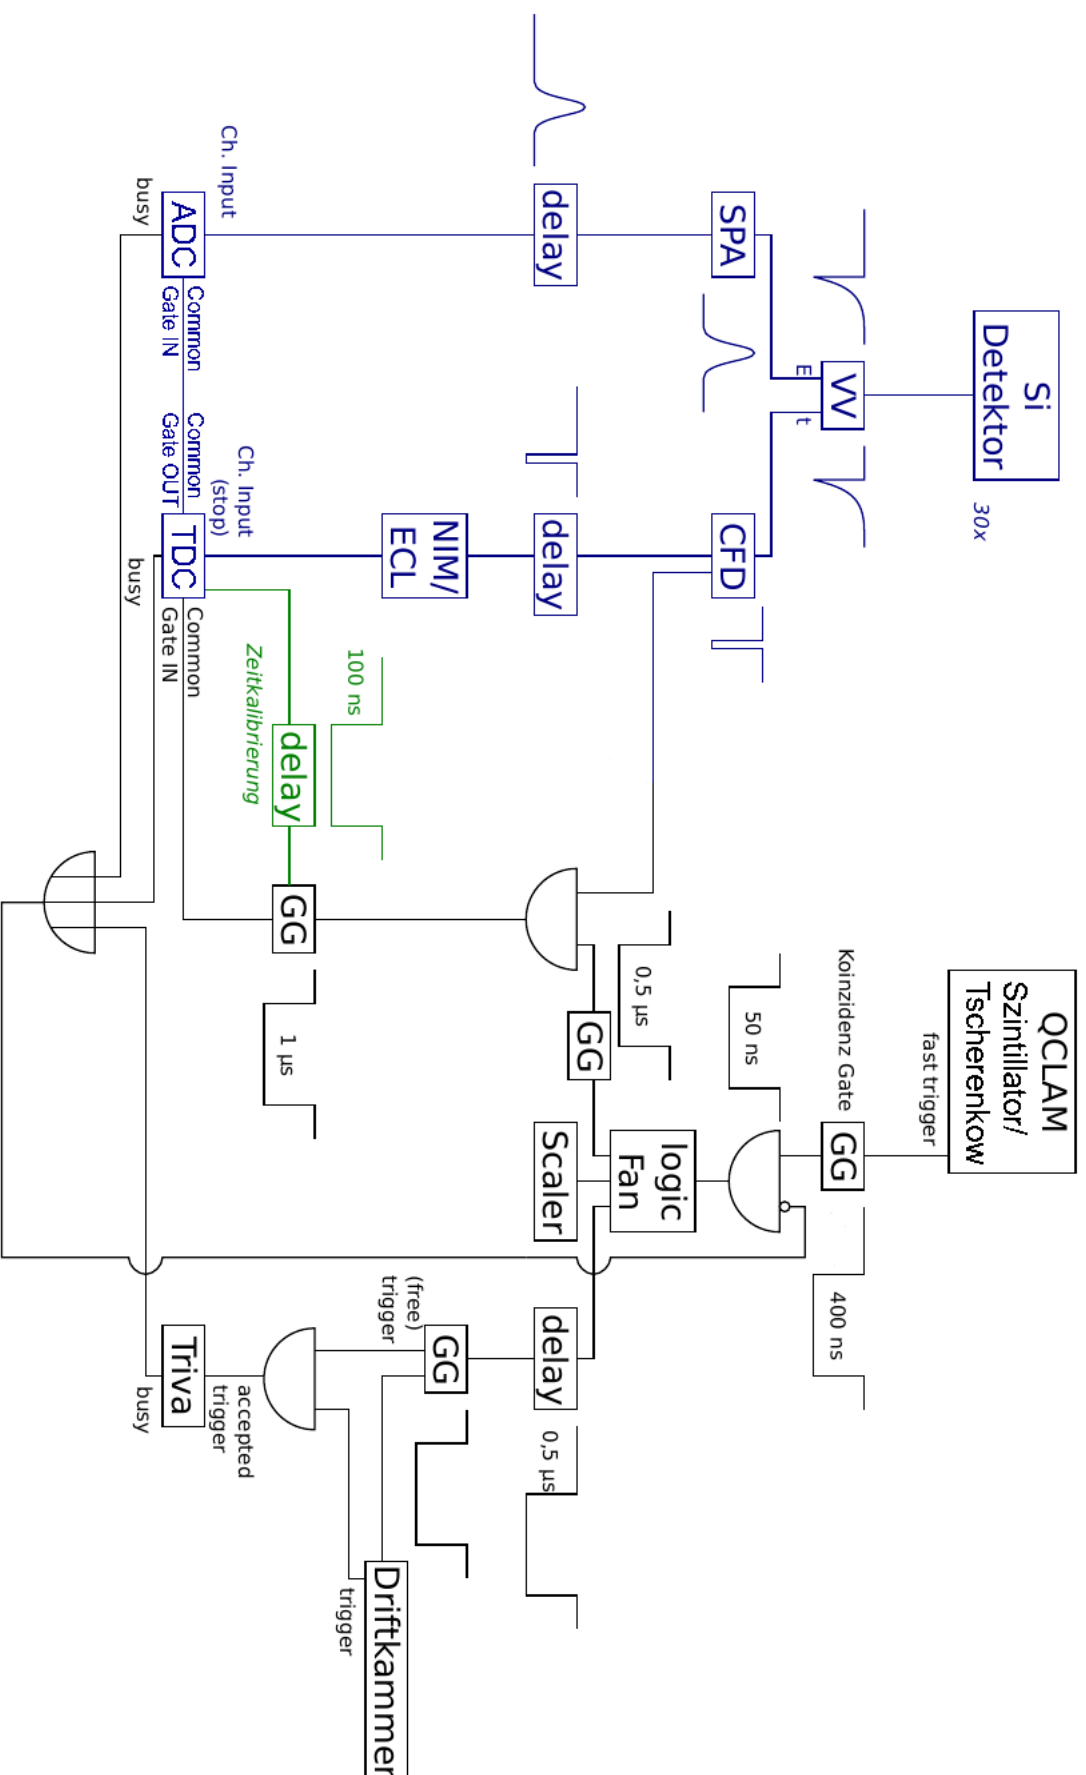 Si
Detektor
30x
QCLAM
Szintillator/
Tscherenkow
fast trigger
VV
E
t
Koinzidenz Gate
GG
400 ns
SPA
CFD
50 ns
0,5 µs
logic
Fan
GG
Scaler
delay
delay
delay
0,5 µs
NIM/
ECL
100 ns
(free)
trigger
GG
Driftkammer
trigger
delay
Zeitkalibrierung
GG
1 µs
Ch. Input
Ch. Input
(stop)
accepted
trigger
ADC
Common
Gate IN
Common
Gate OUT
TDC
Common
Gate IN
Triva
busy
busy
busy